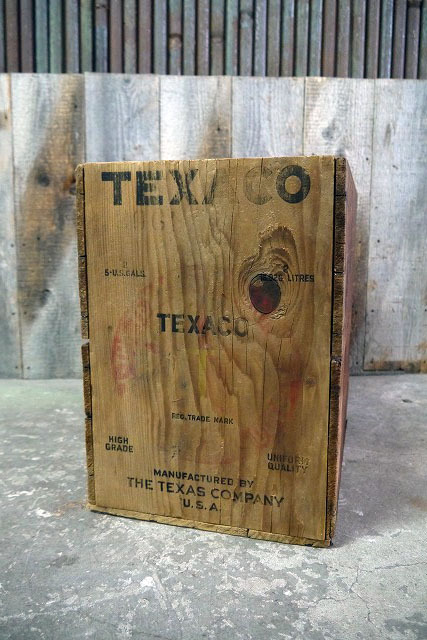 TEXACO
5-U.S.GALS. LITRES
TEXACO
REG. TRADE MARK
HIGH
GRADE
UNIFORM
QUALITY
MANUFACTURED BY
THE TEXAS COMPANY
U.S.A.